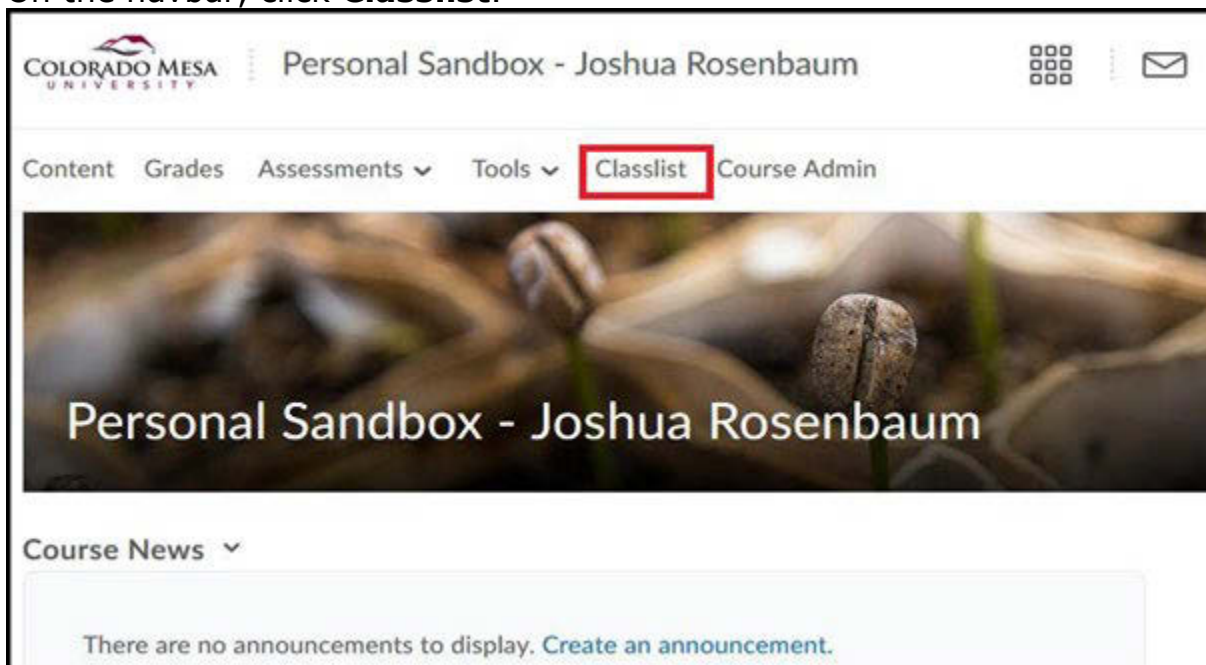 On the navbar, click Classlist.
COLORADO MESA
UNIVERSITY
Personal Sandbox - Joshua Rosenbaum
Content Grades Assessments Tools Classlist Course Admin
Personal Sandbox - Joshua Rosenbaum
Course News
There are no announcements to display. Create an announcement.